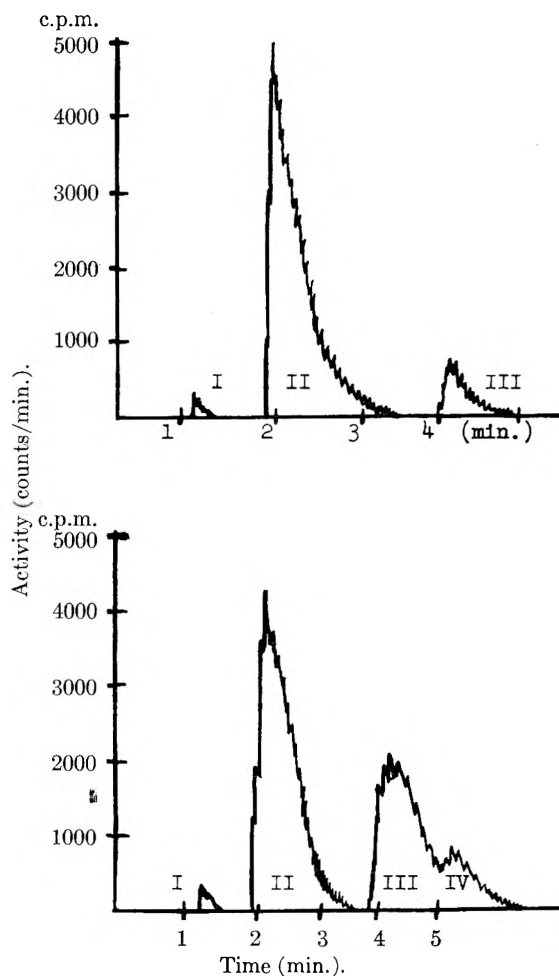 c.p.m.
5000
4000
3000
2000
1000
I
II
III
1
2
3
4
(min.)
Activity (counts/min.).
c.p.m.
5000
4000
3000
2000
1000
I
II
III
IV
1
2
3
4
5
Time (min.).